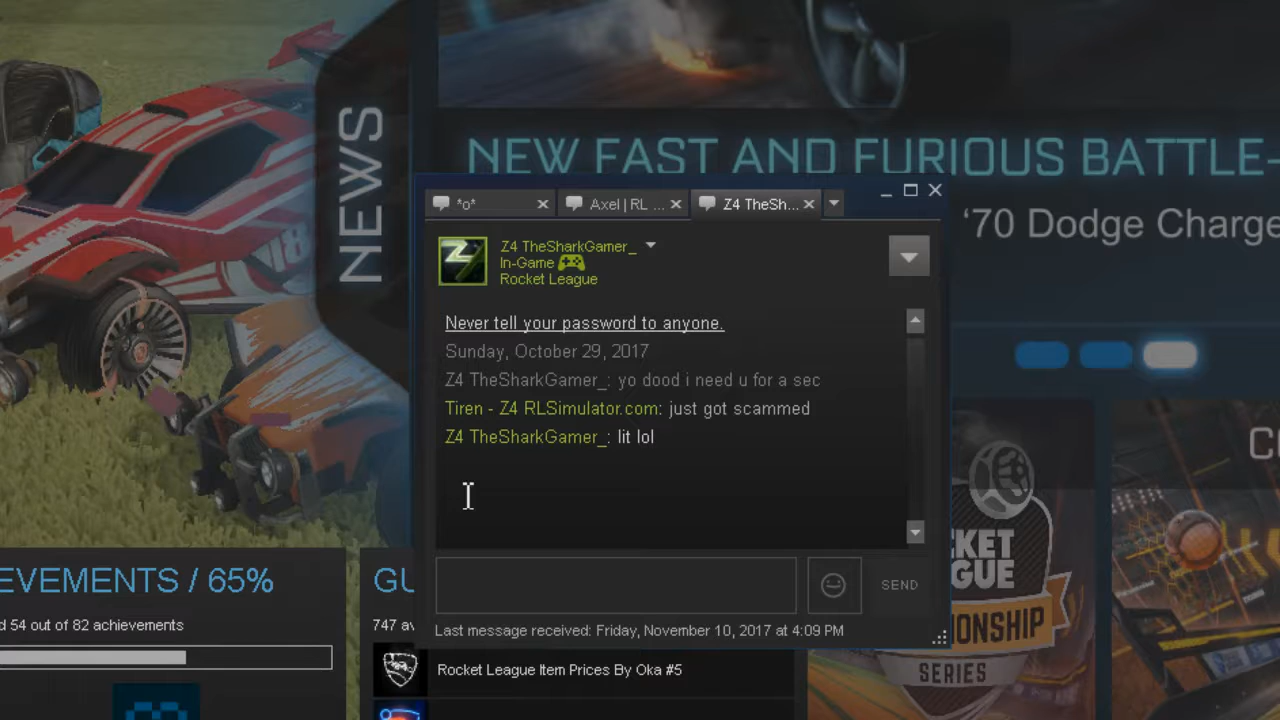 NEWS
NEW FAST AND FURIOUS BATTLE-
'70 Dodge Charge
*o*
Axel | RL ...
Z4 TheSh...
Z4 TheSharkGamer_
In-Game
Rocket League
Never tell your password to anyone.
Sunday, October 29, 2017
Z4 TheSharkGamer_: yo dood i need u for a sec
Tiren - Z4 RLSimulator.com: just got scammed
Z4 TheSharkGamer_: lit lol
SEND
Last message received: Friday, November 10, 2017 at 4:09 PM
EVEMENTS / 65%
d 54 out of 82 achievements
GU
747 av
Rocket League Item Prices By Oka #5
CKET
GUE
IONSHIP
SERIES